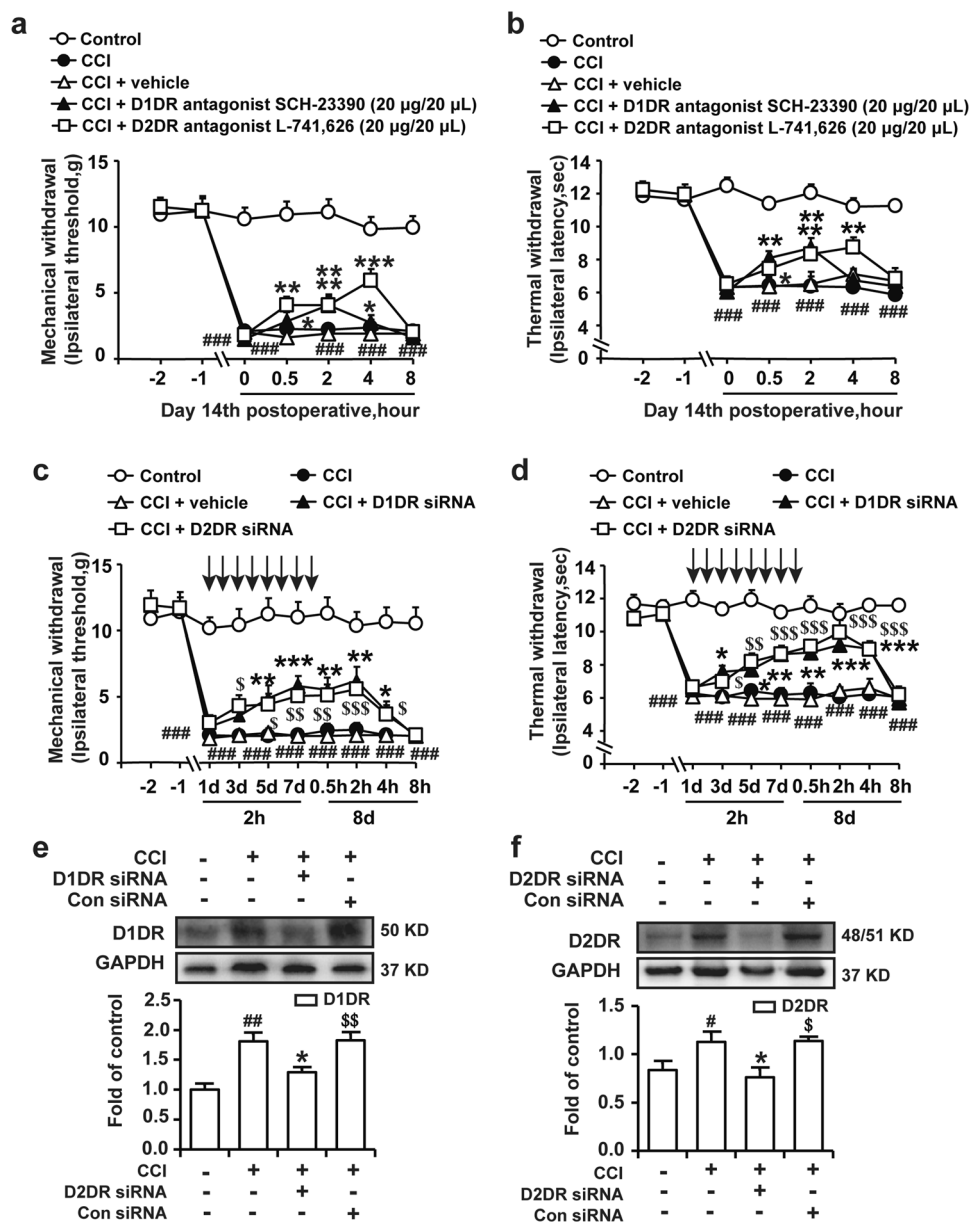 a
Control
CCI
CCI + vehicle
CCI + D1DR antagonist SCH-23390 (20 µg/20 µL)
CCI + D2DR antagonist L-741,626 (20 µg/20 µL)
Mechanical withdrawal
(Ipsilateral threshold,g)
15
10
5
0
** ** ** *** * *
### ### ### ### ###
-2 -1 0 0.5 2 4 8
Day 14th postoperative,hour
b
Control
CCI
CCI + vehicle
CCI + D1DR antagonist SCH-23390 (20 µg/20 µL)
CCI + D2DR antagonist L-741,626 (20 µg/20 µL)
Thermal withdrawal
(Ipsilateral latency,sec)
14
12
10
8
6
0
** ** ** ** *
### ### ### ### ###
-2 -1 0 0.5 2 4 8
Day 14th postoperative,hour
c
Control CCI
CCI + vehicle CCI + D1DR siRNA
CCI + D2DR siRNA
Mechanical withdrawal
(Ipsilateral threshold,g)
15
10
5
0
$ ** *** ** ** *
$ $$ $$ $$$ $
### ### ### ### ### ### ### ### ###
-2 -1 1d 3d 5d 7d 0.5h 2h 4h 8h
2h 8d
d
Control CCI
CCI + vehicle CCI + D1DR siRNA
CCI + D2DR siRNA
Thermal withdrawal
(Ipsilateral latency,sec)
14
12
10
8
6
4
0
* $$ $$$ $$$ $$$ $$$
$ * ** ** *** ***
### ### ### ### ### ### ### ###
-2 -1 1d 3d 5d 7d 0.5h 2h 4h 8h
2h 8d
e
CCI - + + +
D1DR siRNA - - + -
Con siRNA - - - +
D1DR 50 KD
GAPDH 37 KD
D1DR
Fold of control
2.5
2.0
1.5
1.0
0.5
0.0
## * $$
CCI - + + +
D2DR siRNA - - + -
Con siRNA - - - +
f
CCI - + + +
D2DR siRNA - - + -
Con siRNA - - - +
D2DR 48/51 KD
GAPDH 37 KD
D2DR
Fold of control
1.5
1.0
0.5
0.0
# * $
CCI - + + +
D2DR siRNA - - + -
Con siRNA - - - +